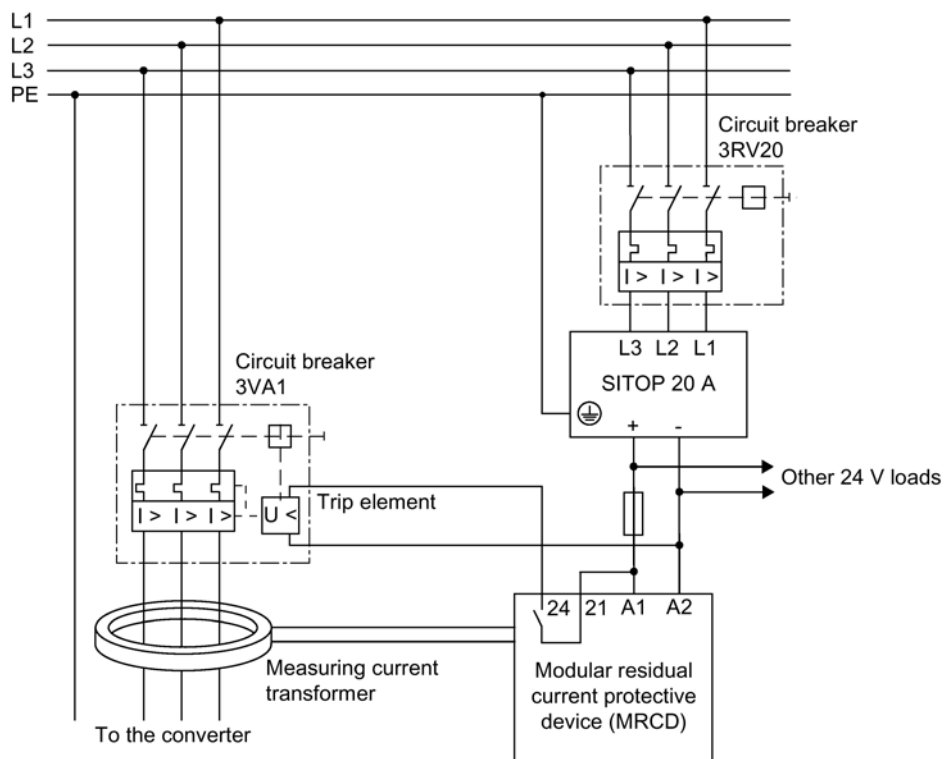 L1
L2
L3
PE
Circuit breaker
3RV20
I > I > I >
L3 L2 L1
SITOP 20 A
+ -
Circuit breaker
3VA1
Other 24 V loads
Trip element
I > I > I >
U <
24 21 A1 A2
Measuring current
transformer
Modular residual
current protective
device (MRCD)
To the converter